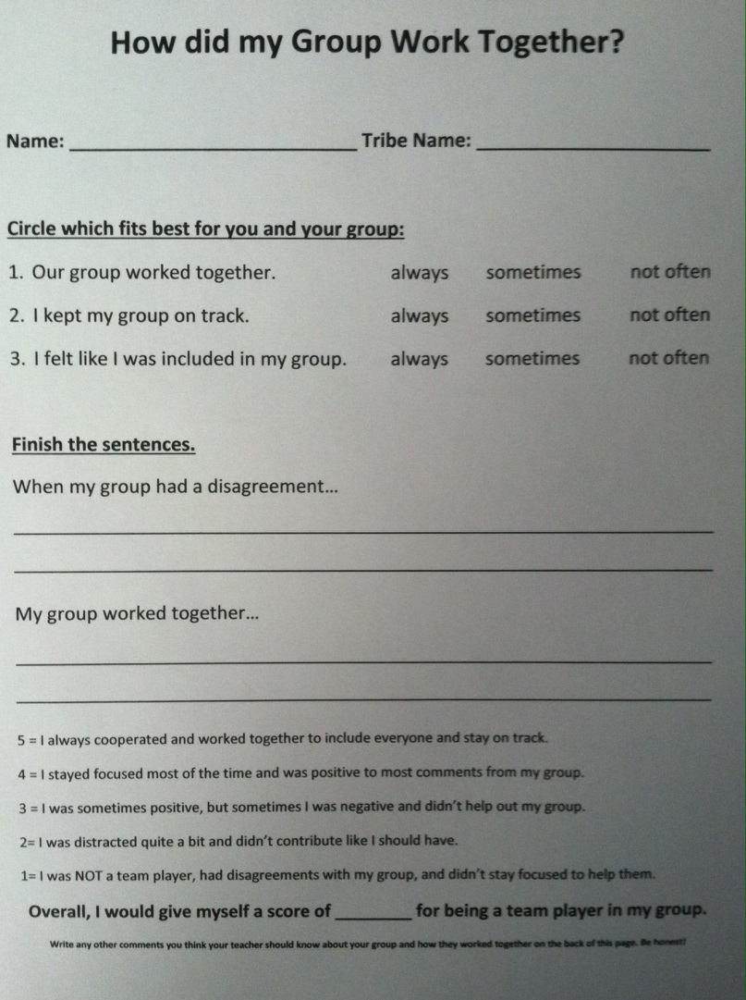 How did my Group Work Together?
Name: ______________________________ Tribe Name: ________________________
Circle which fits best for you and your group:
1. Our group worked together. always sometimes not often
2. I kept my group on track. always sometimes not often
3. I felt like I was included in my group. always sometimes not often
Finish the sentences.
When my group had a disagreement...
My group worked together...
5 = I always cooperated and worked together to include everyone and stay on track.
4 = I stayed focused most of the time and was positive to most comments from my group.
3 = I was sometimes positive, but sometimes I was negative and didn't help out my group.
2= I was distracted quite a bit and didn't contribute like I should have.
1= I was NOT a team player, had disagreements with my group, and didn't stay focused to help them.
Overall, I would give myself a score of ________ for being a team player in my group.
Write any other comments you think your teacher should know about your group and how they worked together on the back of this page. Be honest!